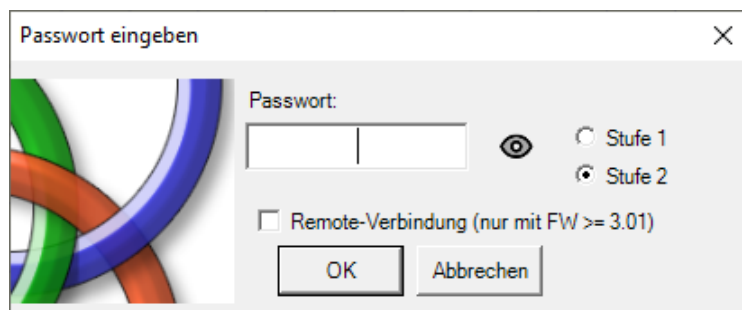 Passwort eingeben
Passwort:
Stufe 1
Stufe 2
Remote-Verbindung (nur mit FW >= 3.01)
OK
Abbrechen